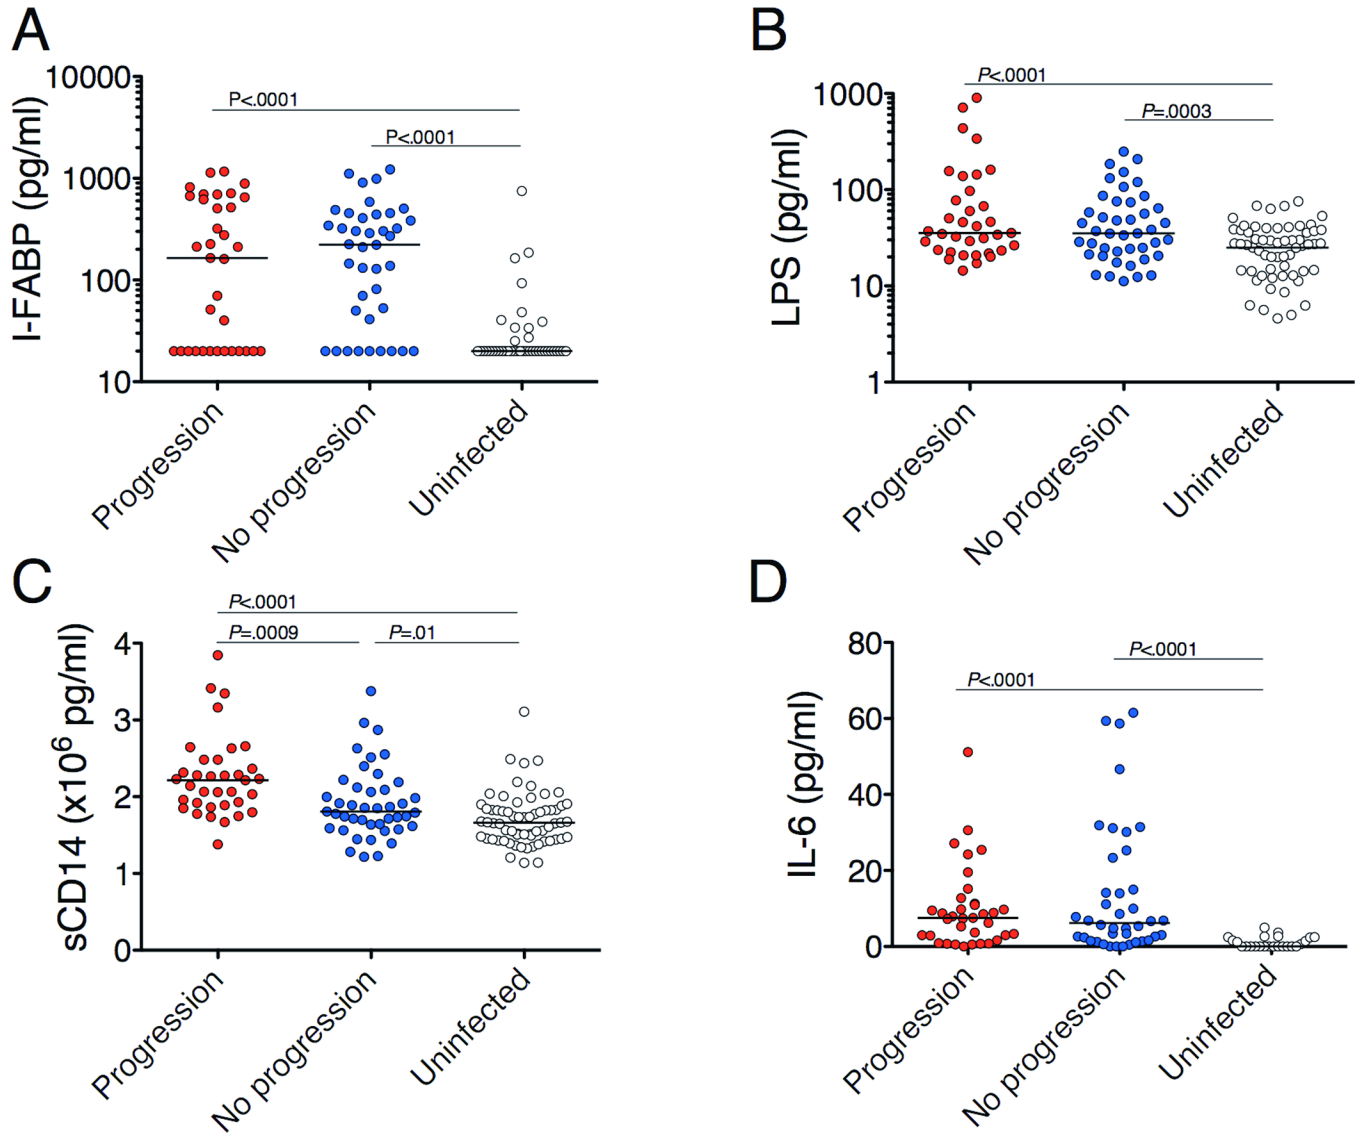 A
I-FABP (pg/ml)
10000
1000
100
10
P<.0001
P<.0001
Progression
No progression
Uninfected
B
LPS (pg/ml)
1000
100
10
1
P<.0001
P=.0003
Progression
No progression
Uninfected
C
sCD14 (x10⁶ pg/ml)
4
3
2
1
0
P<.0001
P=.0009
P=.01
Progression
No progression
Uninfected
D
IL-6 (pg/ml)
80
60
40
20
0
P<.0001
P<.0001
Progression
No progression
Uninfected